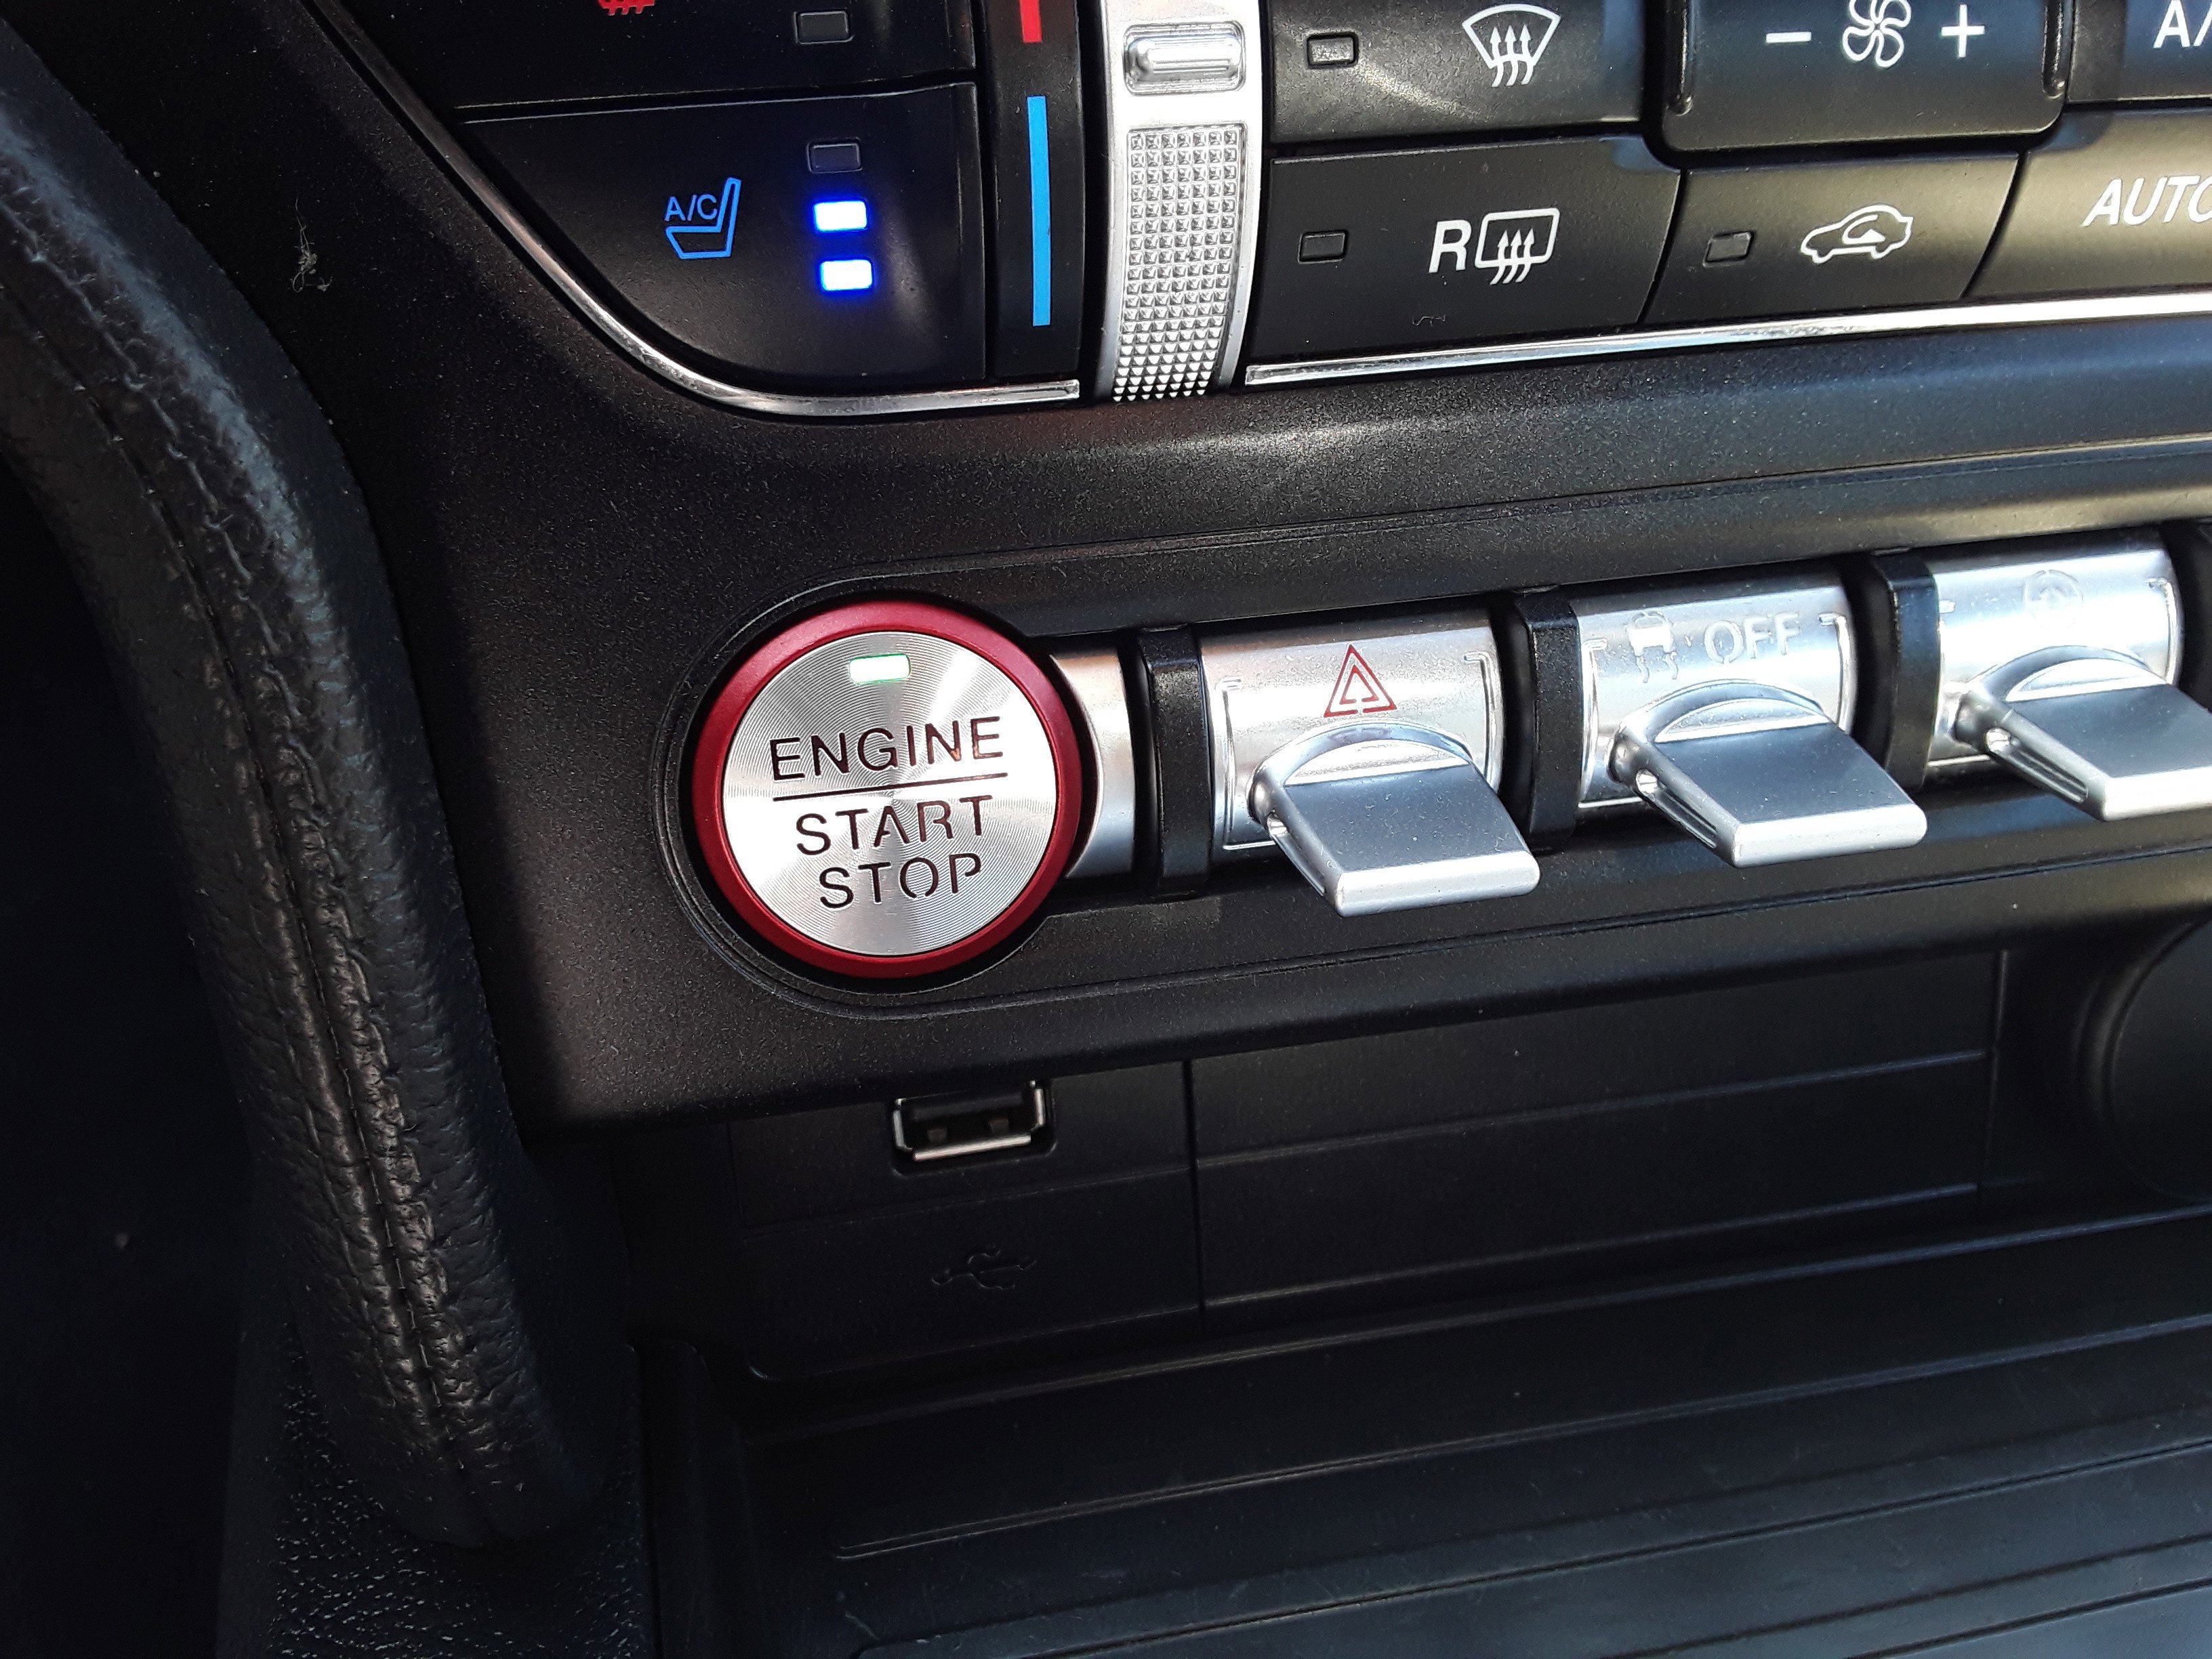 - +
A/C
R
AUTO
OFF
ENGINE
START
STOP